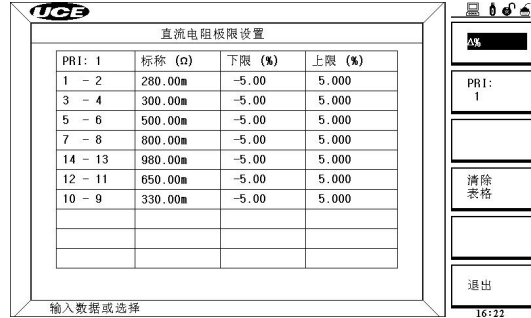 UCE
直流电阻极限设置
PRI: 1 标称 (Ω) 下限 (%) 上限 (%)
1 - 2 280.00m -5.00 5.000
3 - 4 300.00m -5.00 5.000
5 - 6 500.00m -5.00 5.000
7 - 8 800.00m -5.00 5.000
14 - 13 980.00m -5.00 5.000
12 - 11 650.00m -5.00 5.000
10 - 9 330.00m -5.00 5.000
输入数据或选择
Δ%
PRI:
1
清除
表格
退出
16:22